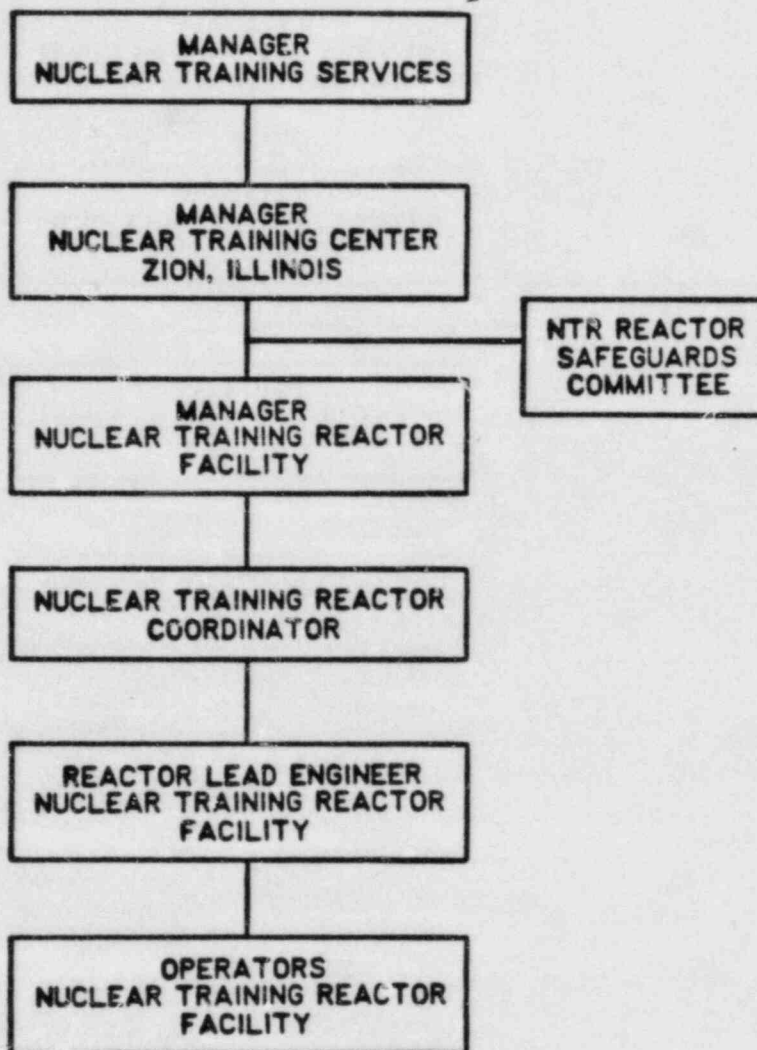 MANAGER
NUCLEAR TRAINING SERVICES
MANAGER
NUCLEAR TRAINING CENTER
ZION, ILLINOIS
NTR REACTOR
SAFEGUARDS
COMMITTEE
MANAGER
NUCLEAR TRAINING REACTOR
FACILITY
NUCLEAR TRAINING REACTOR
COORDINATOR
REACTOR LEAD ENGINEER
NUCLEAR TRAINING REACTOR
FACILITY
OPERATORS
NUCLEAR TRAINING REACTOR
FACILITY